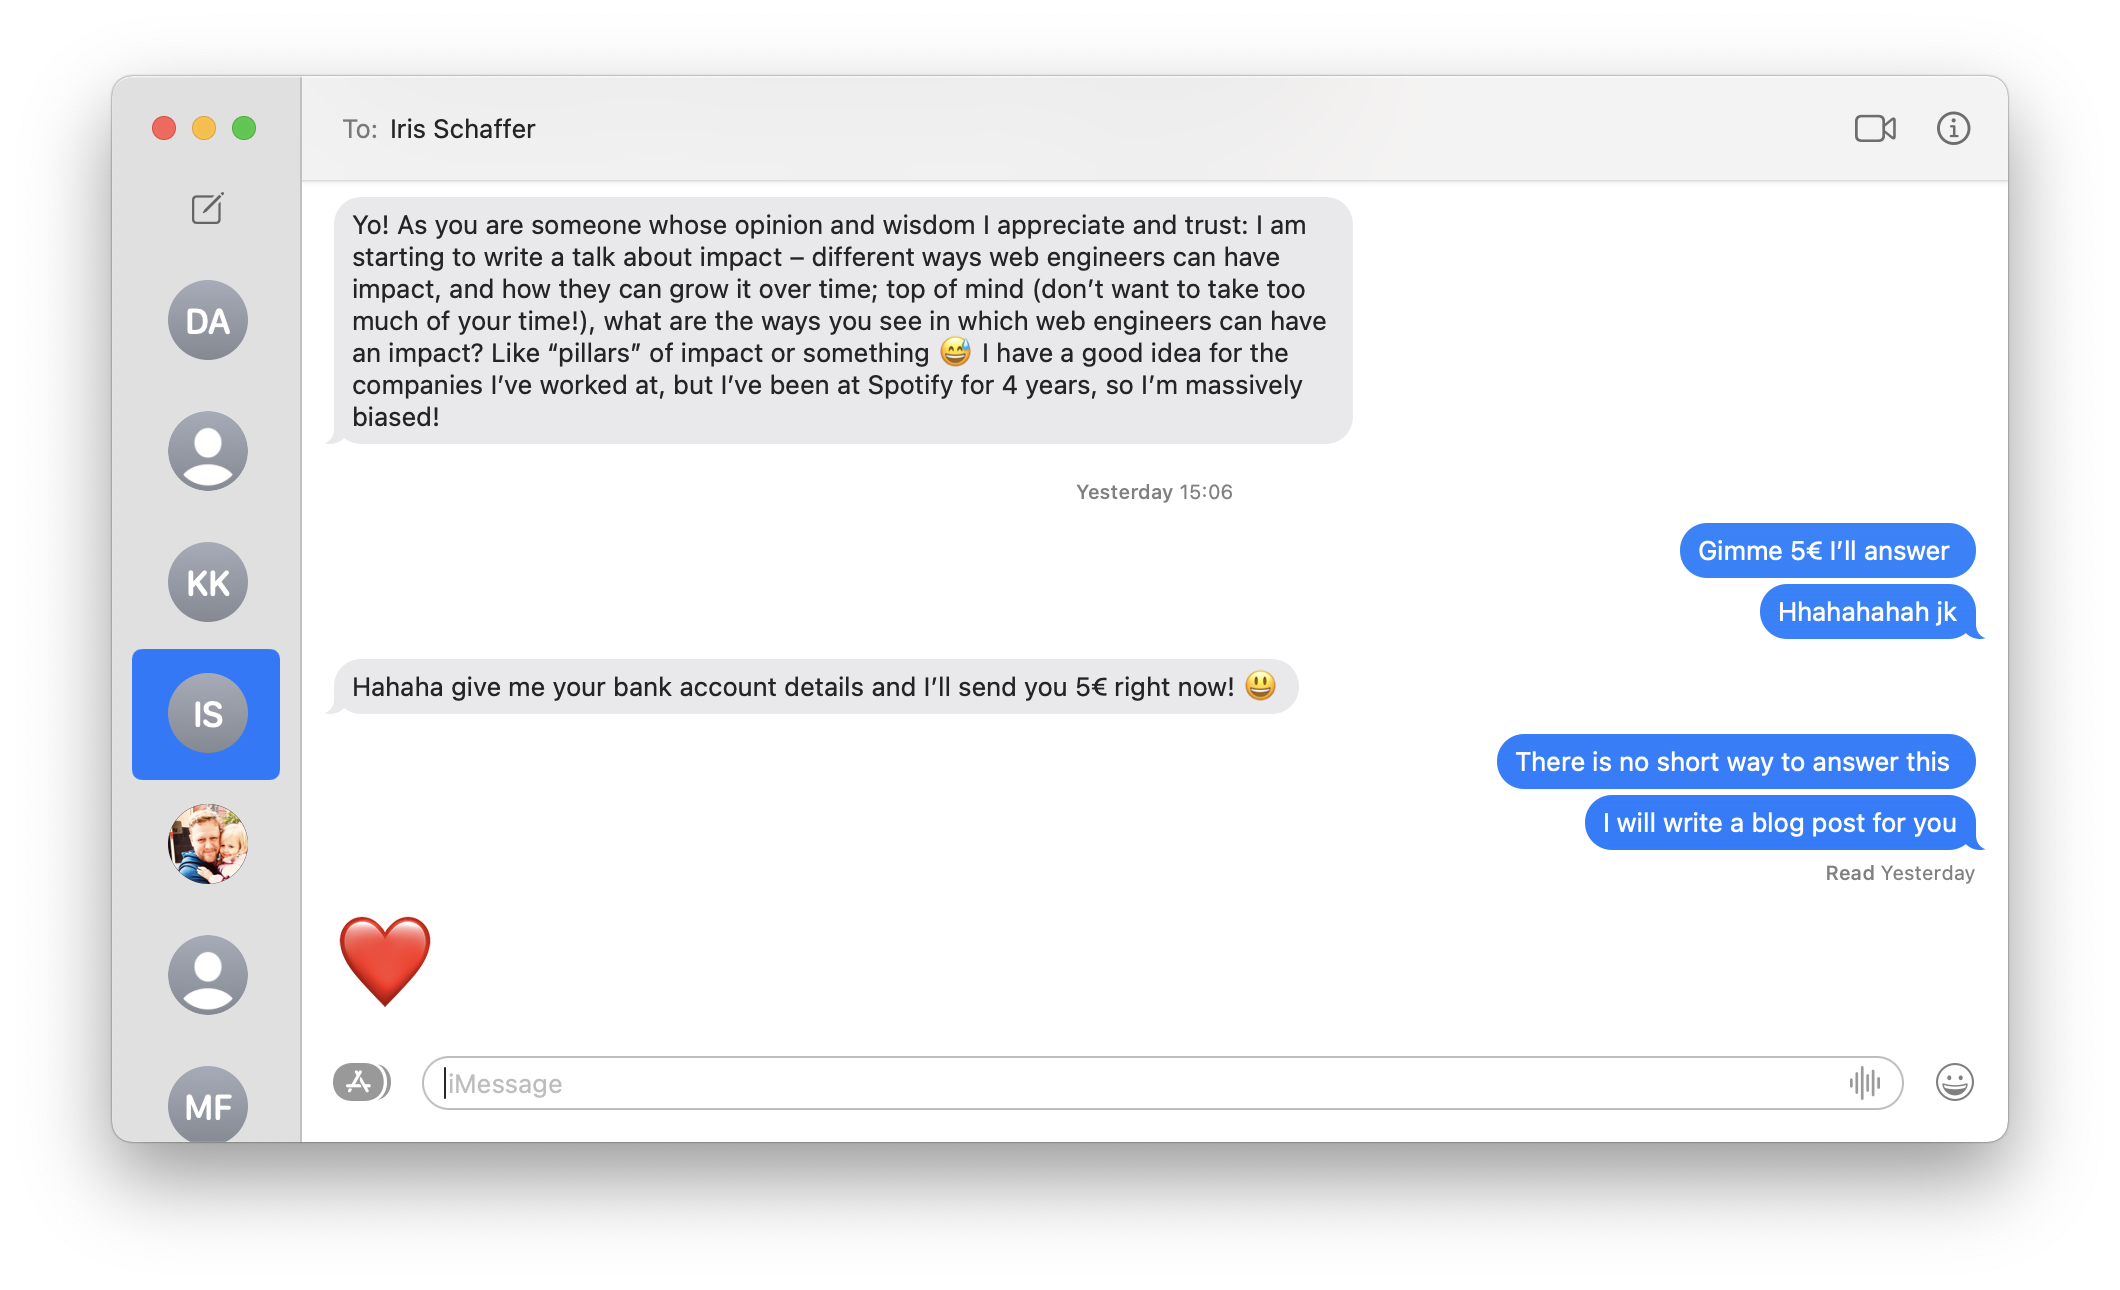 To: Iris Schaffer
DA
KK
IS
MF
Yo! As you are someone whose opinion and wisdom I appreciate and trust: I am
starting to write a talk about impact – different ways web engineers can have
impact, and how they can grow it over time; top of mind (don’t want to take too
much of your time!), what are the ways you see in which web engineers can have
an impact? Like “pillars” of impact or something 😅 I have a good idea for the
companies I’ve worked at, but I’ve been at Spotify for 4 years, so I’m massively
biased!
Yesterday 15:06
Gimme 5€ I’ll answer
Hhahahahah jk
Hahaha give me your bank account details and I’ll send you 5€ right now! 😃
There is no short way to answer this
I will write a blog post for you
Read Yesterday
❤️
iMessage